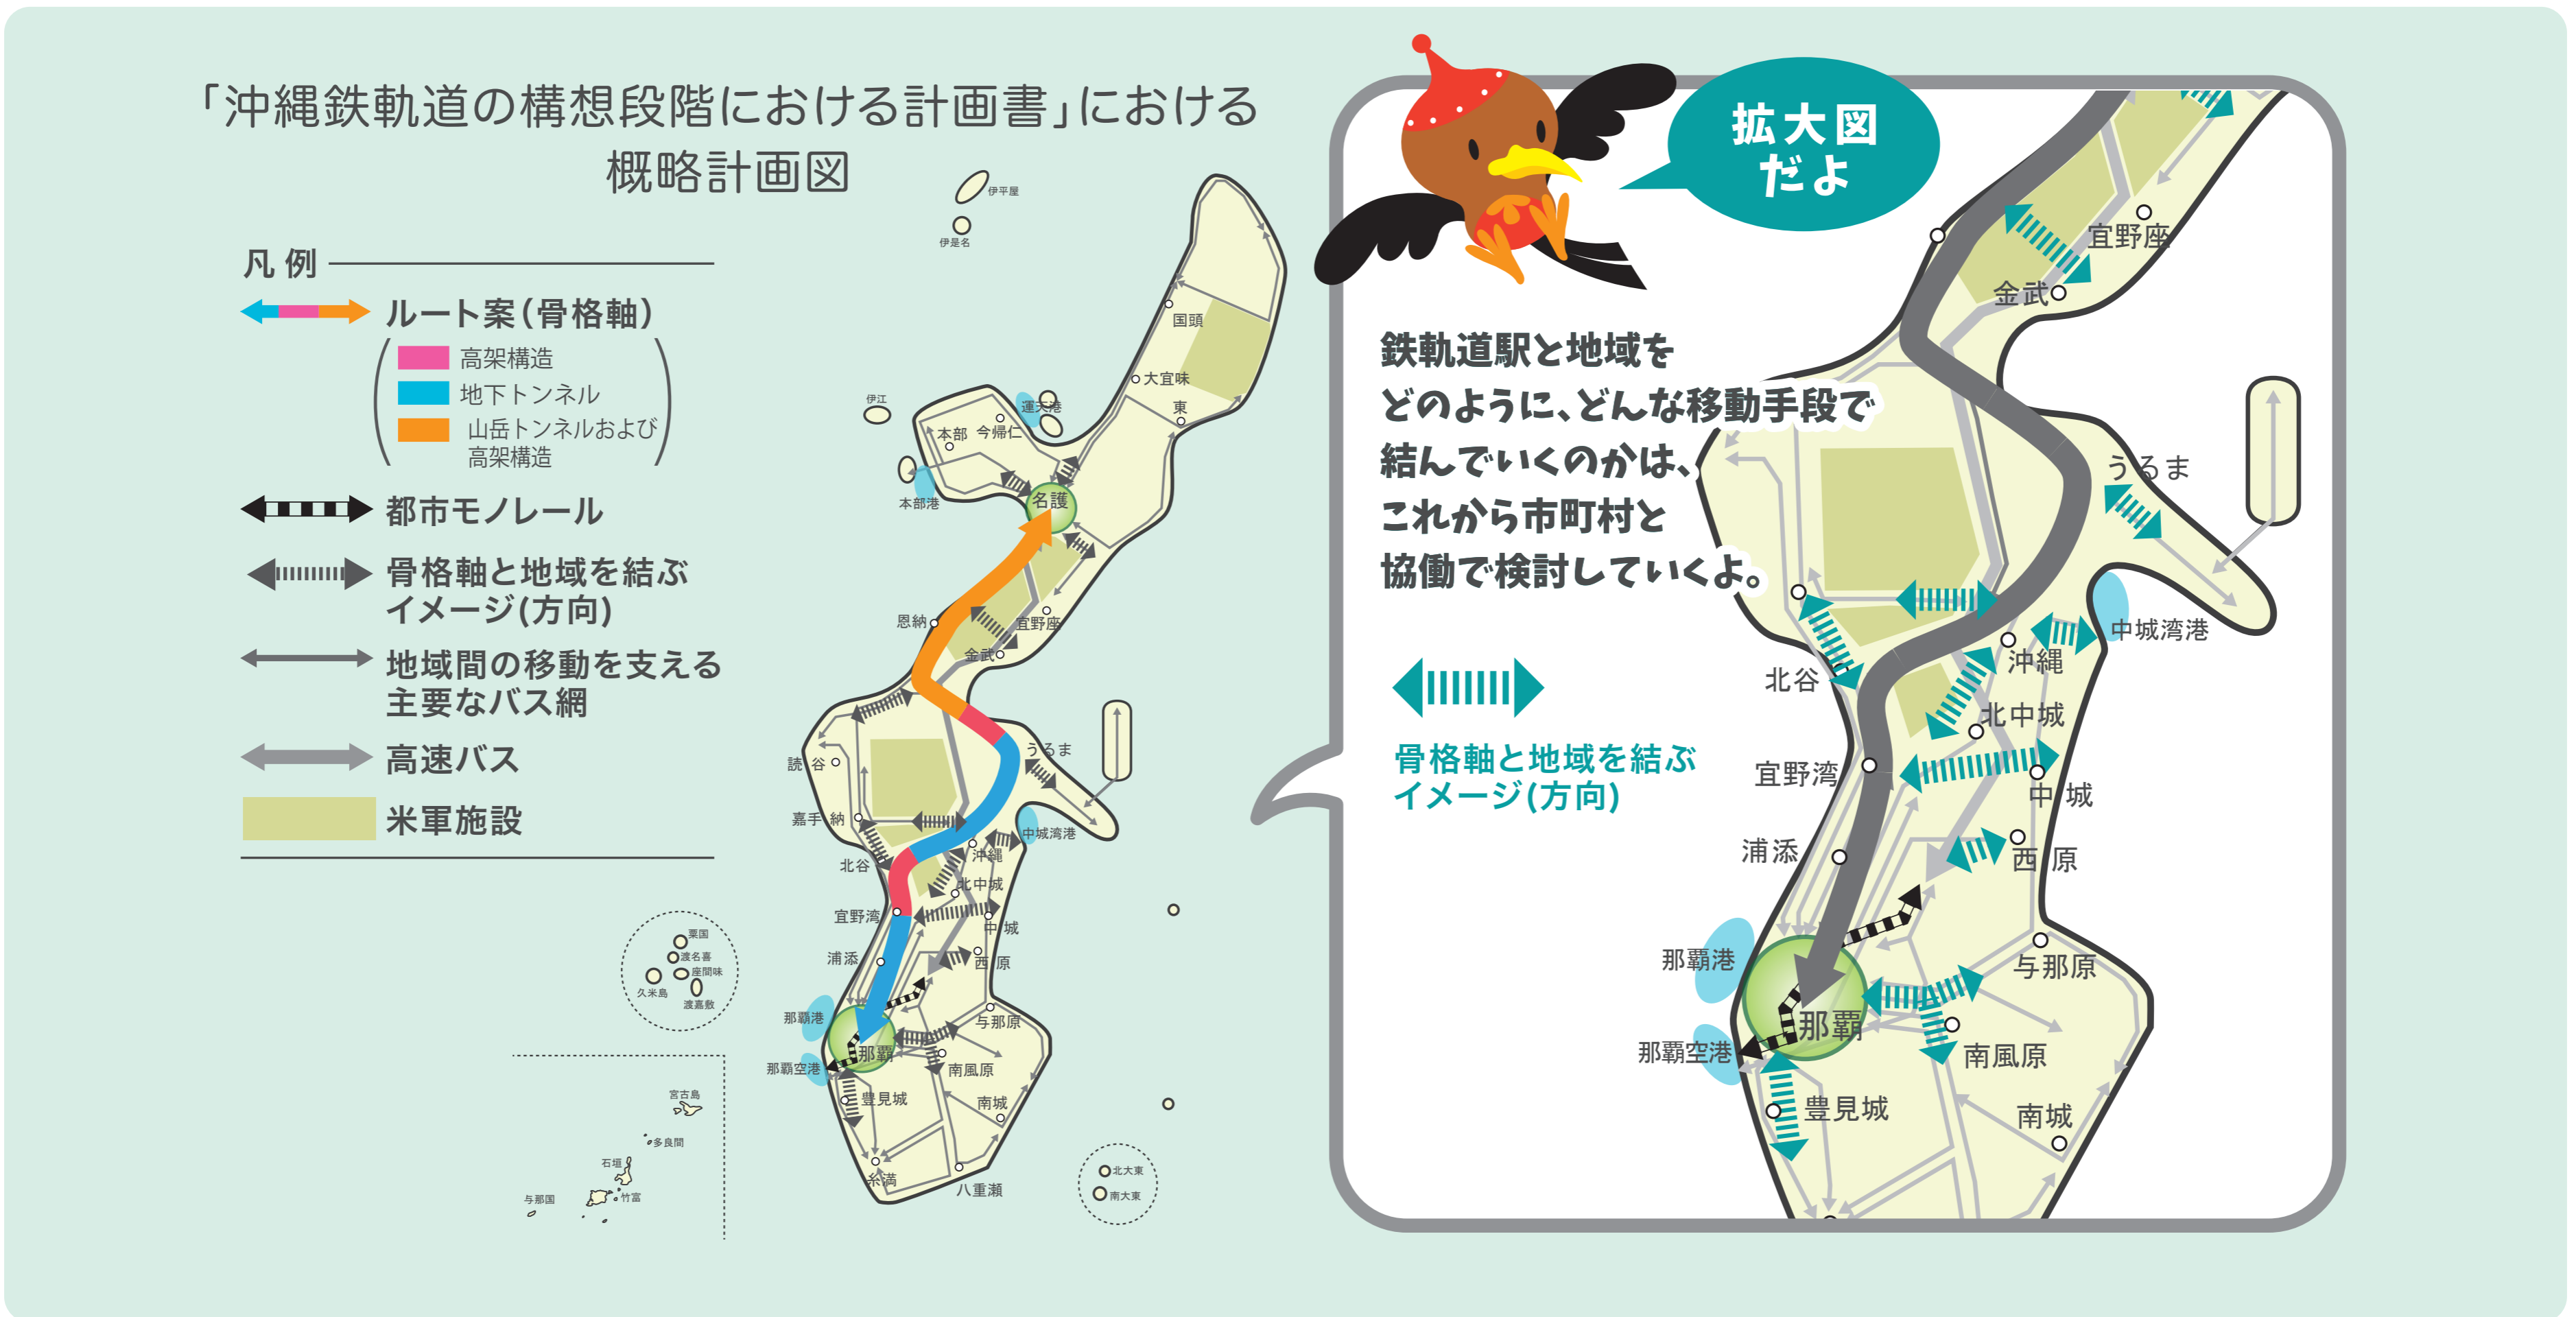 「沖縄鉄軌道の構想段階における計画書」における
概略計画図
凡例
ルート案(骨格軸)
高架構造
地下トンネル
山岳トンネルおよび
高架構造
都市モノレール
骨格軸と地域を結ぶ
イメージ(方向)
地域間の移動を支える
主要なバス網
高速バス
米軍施設
伊平屋
伊是名
国頭
大宜味
東
伊江
運天港
本部
今帰仁
本部港
名護
恩納
宜野座
金武
うるま
読谷
嘉手納
中城湾港
沖縄
北谷
北中城
宜野湾
中城
浦添
西原
那覇港
与那原
那覇
那覇空港
南風原
豊見城
南城
糸満
八重瀬
粟国
渡名喜
座間味
久米島
渡嘉敷
宮古島
多良間
石垣
竹富
与那国
北大東
南大東
拡大図
だよ
鉄軌道駅と地域を
どのように、どんな移動手段で
結んでいくのかは、
これから市町村と
協働で検討していくよ。
骨格軸と地域を結ぶ
イメージ(方向)
宜野座
金武
うるま
中城湾港
沖縄
北谷
北中城
宜野湾
中城
浦添
西原
那覇港
与那原
那覇
那覇空港
南風原
豊見城
南城